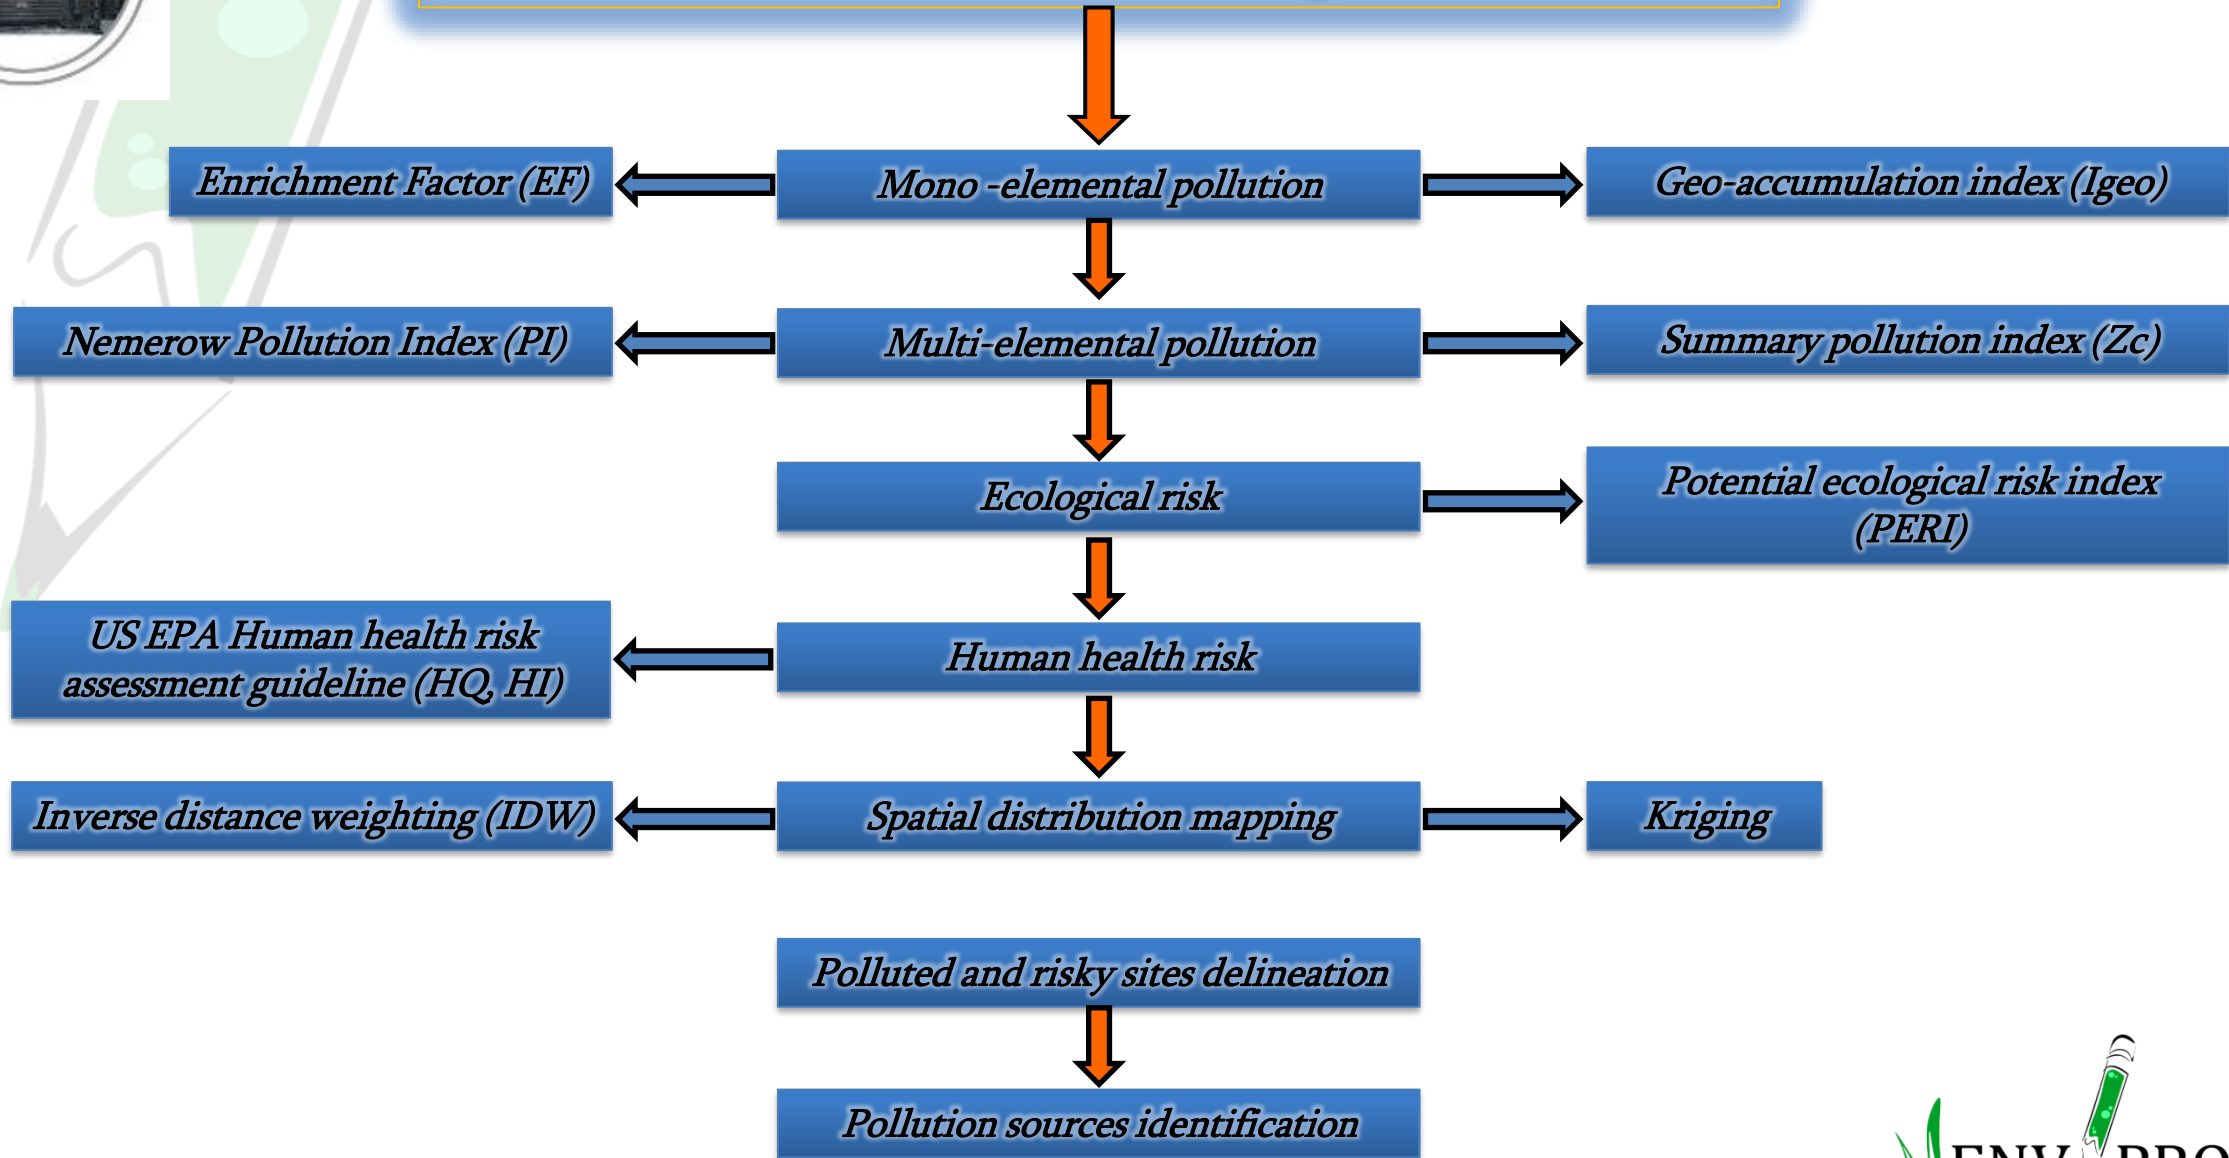 Enrichment Factor (EF)
Mono -elemental pollution
Geo-accumulation index (Igeo)
Nemerow Pollution Index (PI)
Multi-elemental pollution
Summary pollution index (Zc)
Ecological risk
Potential ecological risk index
(PERI)
US EPA Human health risk
assessment guideline (HQ, HI)
Human health risk
Inverse distance weighting (IDW)
Spatial distribution mapping
Kriging
Polluted and risky sites delineation
Pollution sources identification